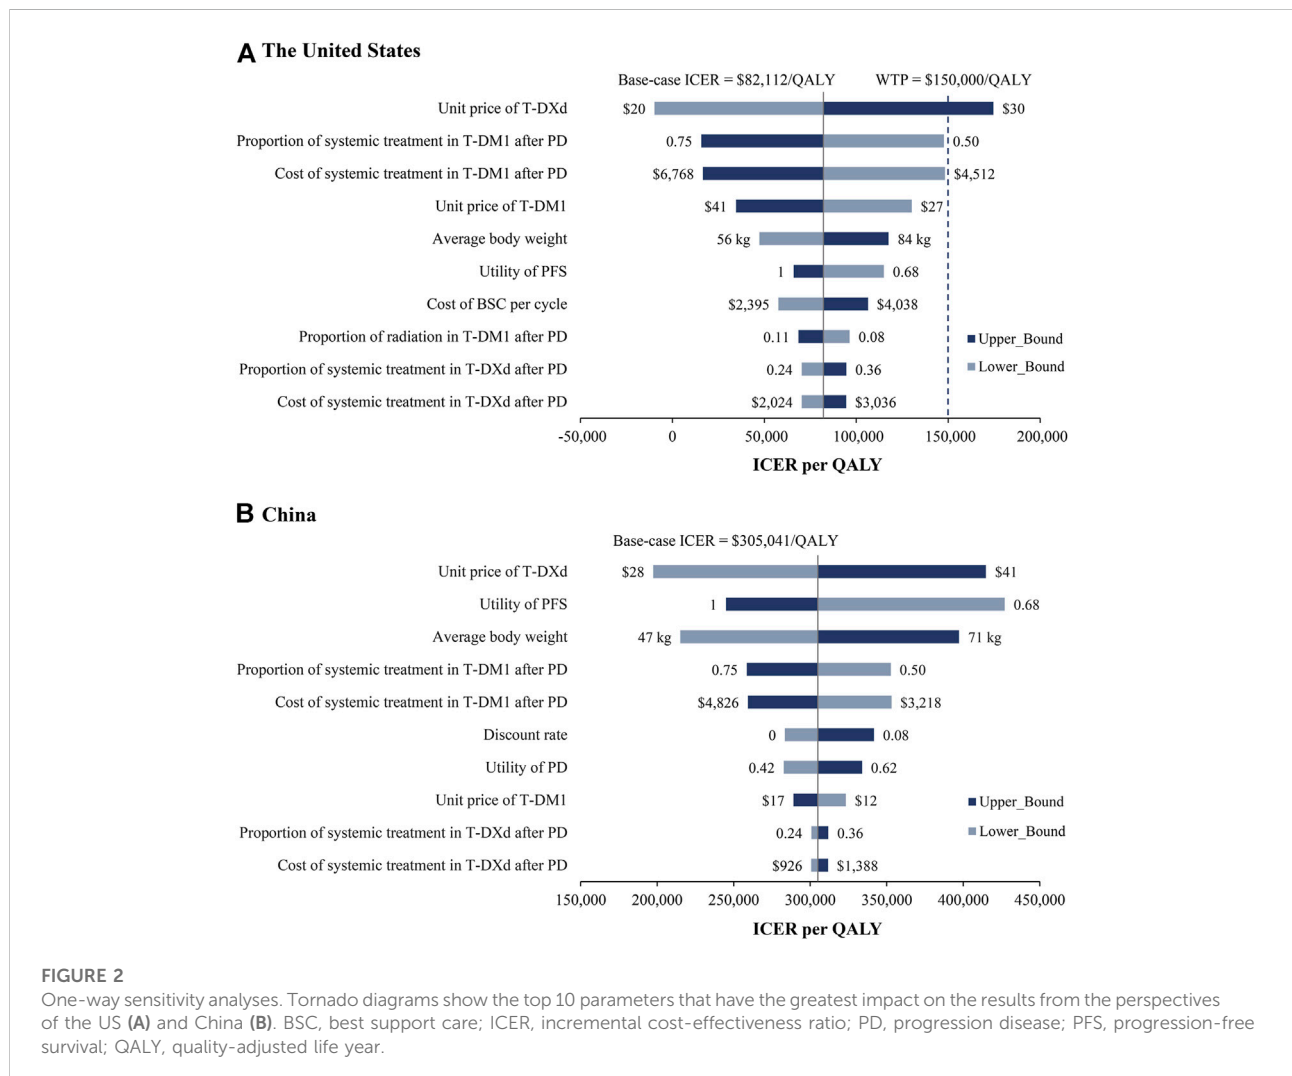 A The United States
Base-case ICER = $82,112/QALY WTP = $150,000/QALY
Unit price of T-DXd $20 $30
Proportion of systemic treatment in T-DM1 after PD 0.75 0.50
Cost of systemic treatment in T-DM1 after PD $6,768 $4,512
Unit price of T-DM1 $41 $27
Average body weight 56 kg 84 kg
Utility of PFS 1 0.68
Cost of BSC per cycle $2,395 $4,038
Proportion of radiation in T-DM1 after PD 0.11 0.08 Upper_Bound
Proportion of systemic treatment in T-DXd after PD 0.24 0.36 Lower_Bound
Cost of systemic treatment in T-DXd after PD $2,024 $3,036
-50,000 0 50,000 100,000 150,000 200,000
ICER per QALY
B China
Base-case ICER = $305,041/QALY
Unit price of T-DXd $28 $41
Utility of PFS 1 0.68
Average body weight 47 kg 71 kg
Proportion of systemic treatment in T-DM1 after PD 0.75 0.50
Cost of systemic treatment in T-DM1 after PD $4,826 $3,218
Discount rate 0 0.08
Utility of PD 0.42 0.62
Unit price of T-DM1 $17 $12 Upper_Bound
Proportion of systemic treatment in T-DXd after PD 0.24 0.36 Lower_Bound
Cost of systemic treatment in T-DXd after PD $926 $1,388
150,000 200,000 250,000 300,000 350,000 400,000 450,000
ICER per QALY
FIGURE 2
One-way sensitivity analyses. Tornado diagrams show the top 10 parameters that have the greatest impact on the results from the perspectives
of the US (A) and China (B). BSC, best support care; ICER, incremental cost-effectiveness ratio; PD, progression disease; PFS, progression-free
survival; QALY, quality-adjusted life year.